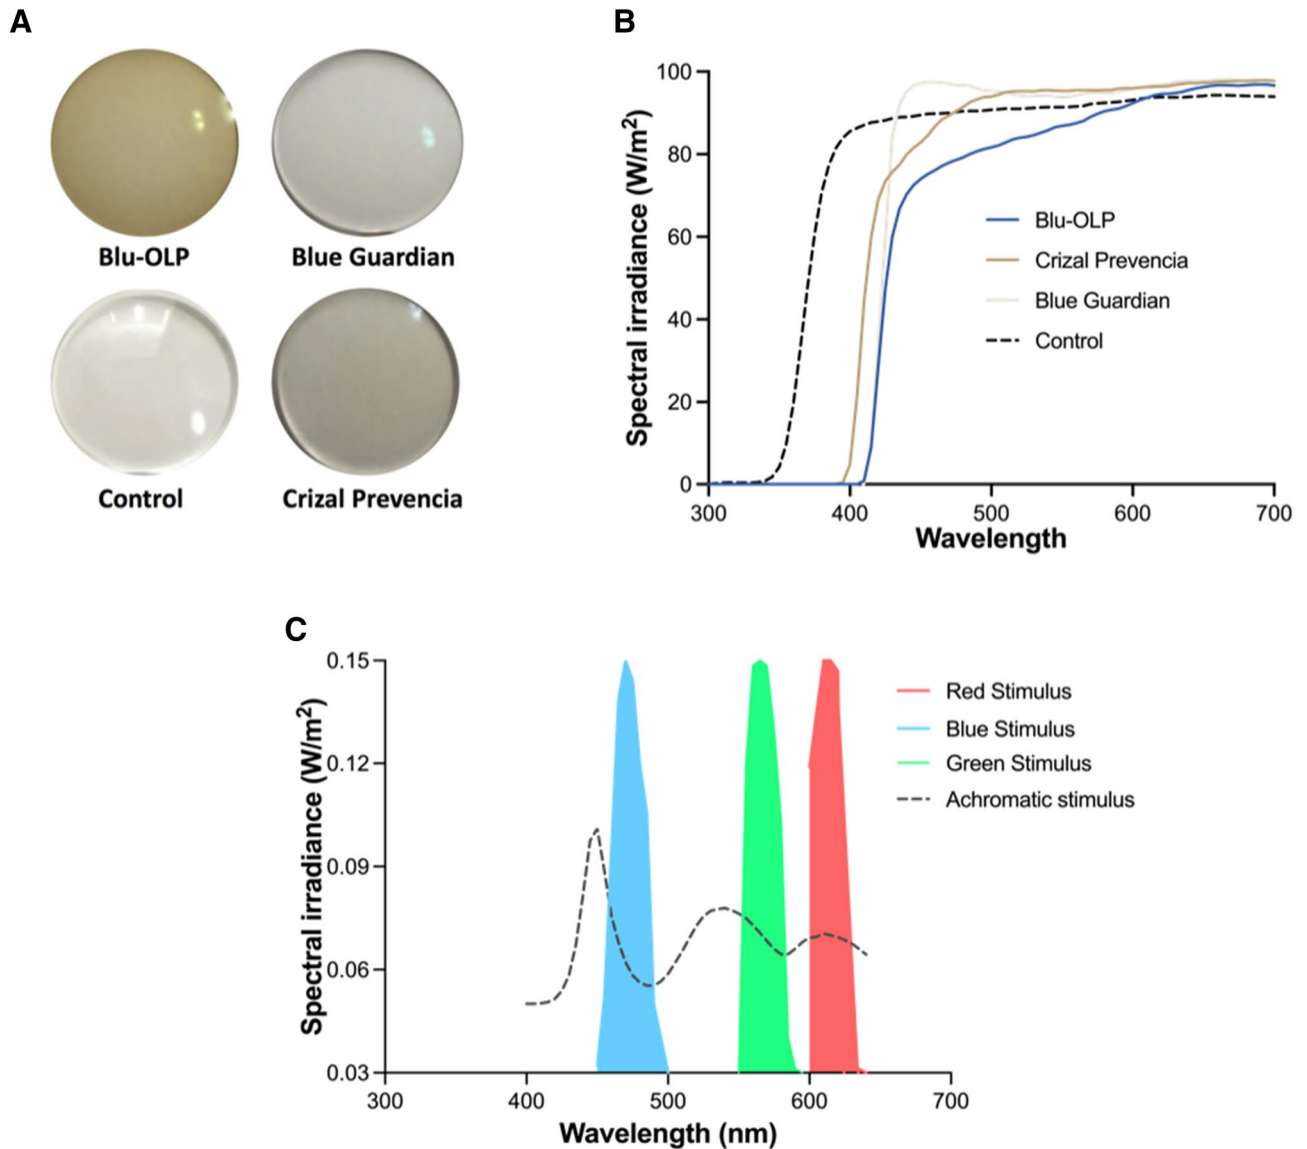 A
Blu-OLP
Blue Guardian
Control
Crizal Prevencia
B
Spectral irradiance (W/m²)
100
80
60
40
20
0
300
400
500
600
700
Wavelength
Blu-OLP
Crizal Prevencia
Blue Guardian
Control
C
Spectral irradiance (W/m²)
0.15
0.12
0.09
0.06
0.03
300
400
500
600
700
Wavelength (nm)
Red Stimulus
Blue Stimulus
Green Stimulus
Achromatic stimulus